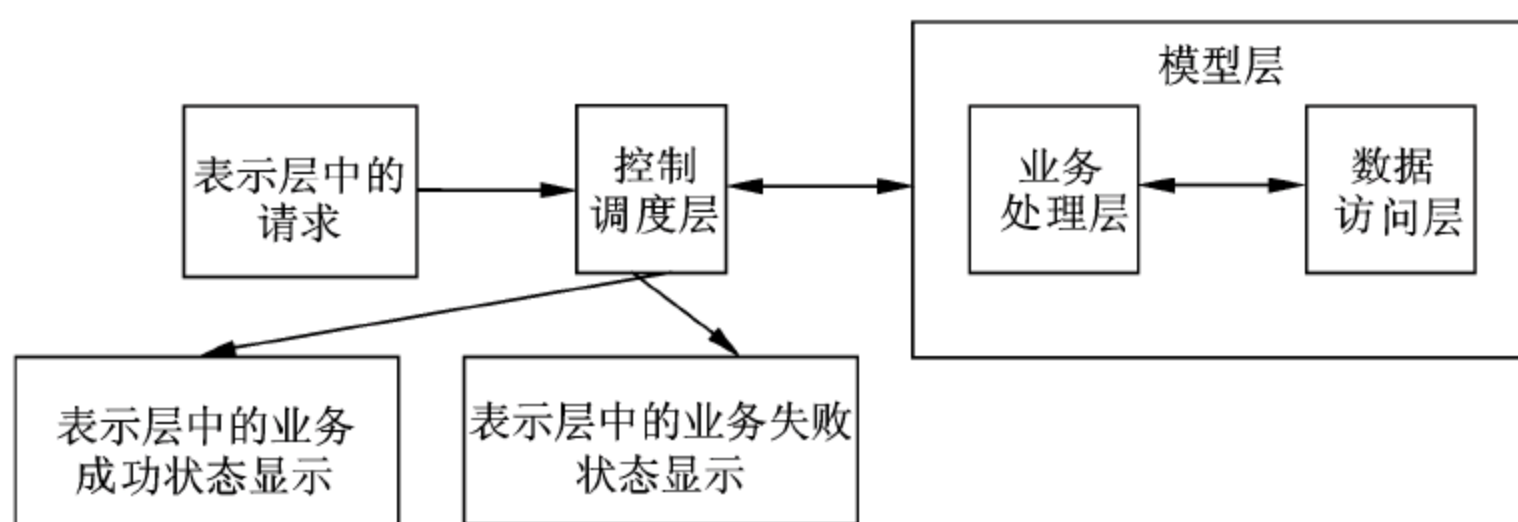 模型层
表示层中的
请求
控制
调度层
业务
处理层
数据
访问层
表示层中的业务
成功状态显示
表示层中的业务失败
状态显示